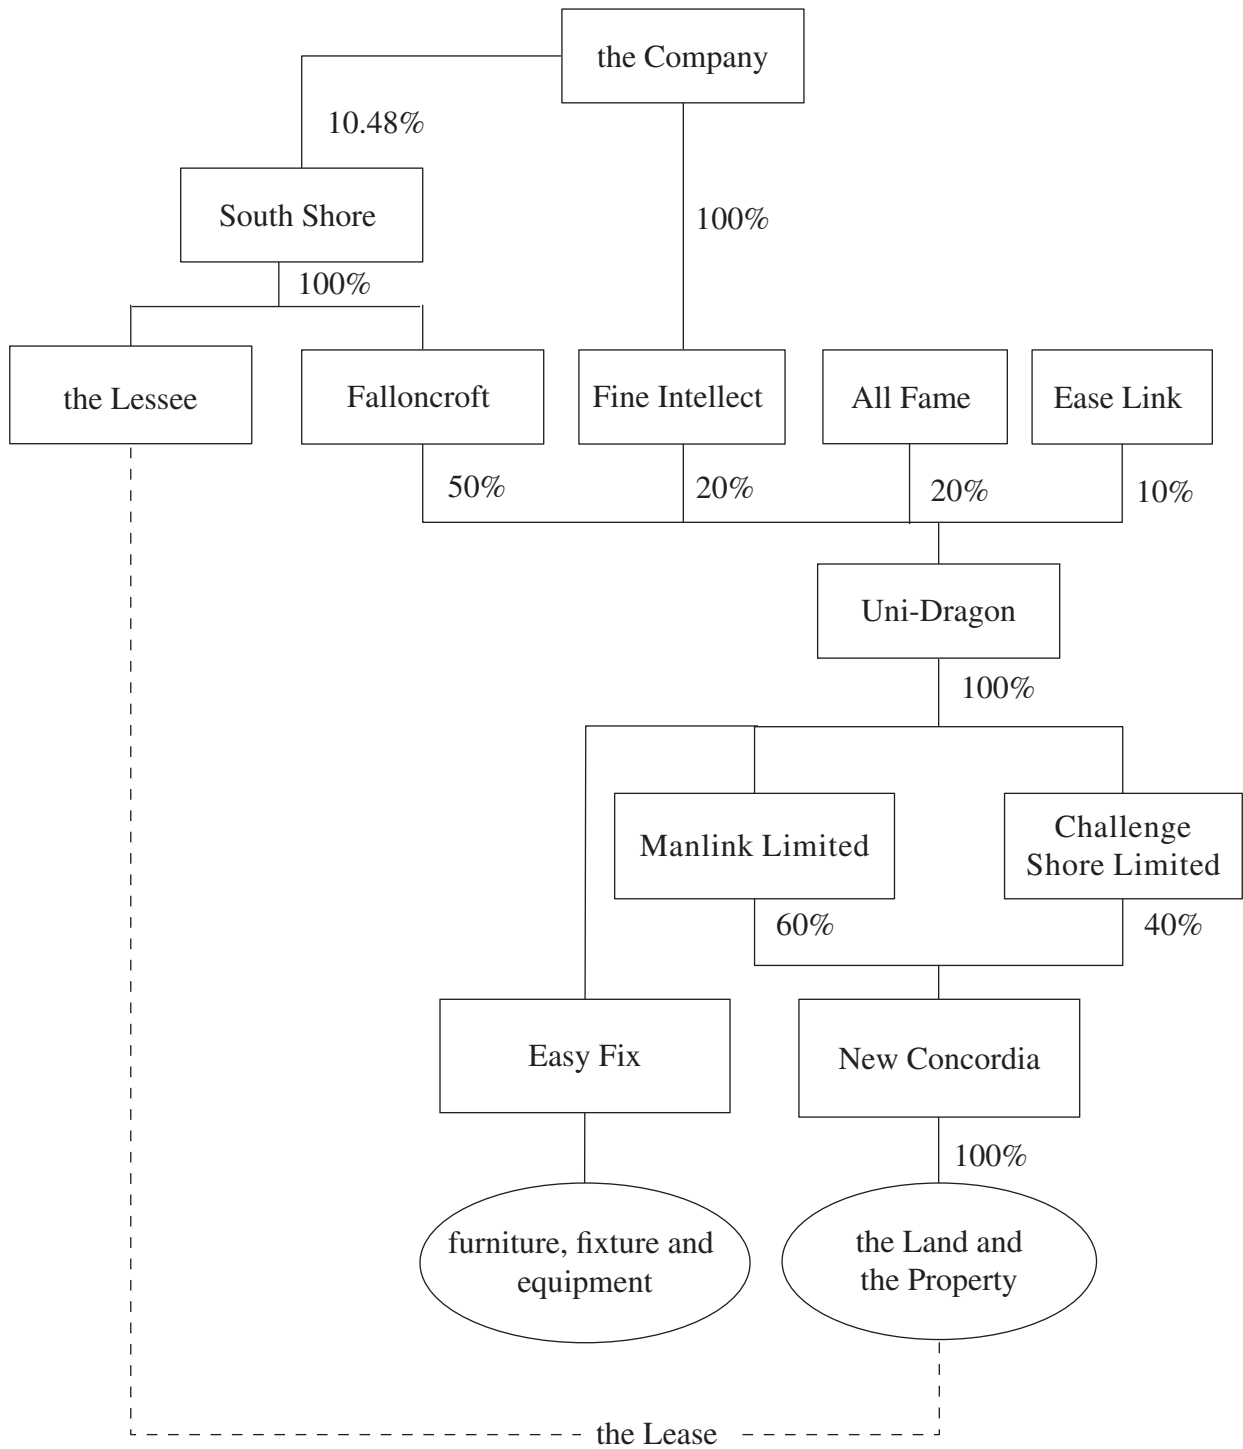 the Company
10.48%
South Shore
100%
100%
the Lessee
Falloncroft
Fine Intellect
All Fame
Ease Link
50%
20%
20%
10%
Uni-Dragon
100%
Manlink Limited
Challenge
Shore Limited
60%
40%
Easy Fix
New Concordia
100%
furniture, fixture and
equipment
the Land and
the Property
the Lease